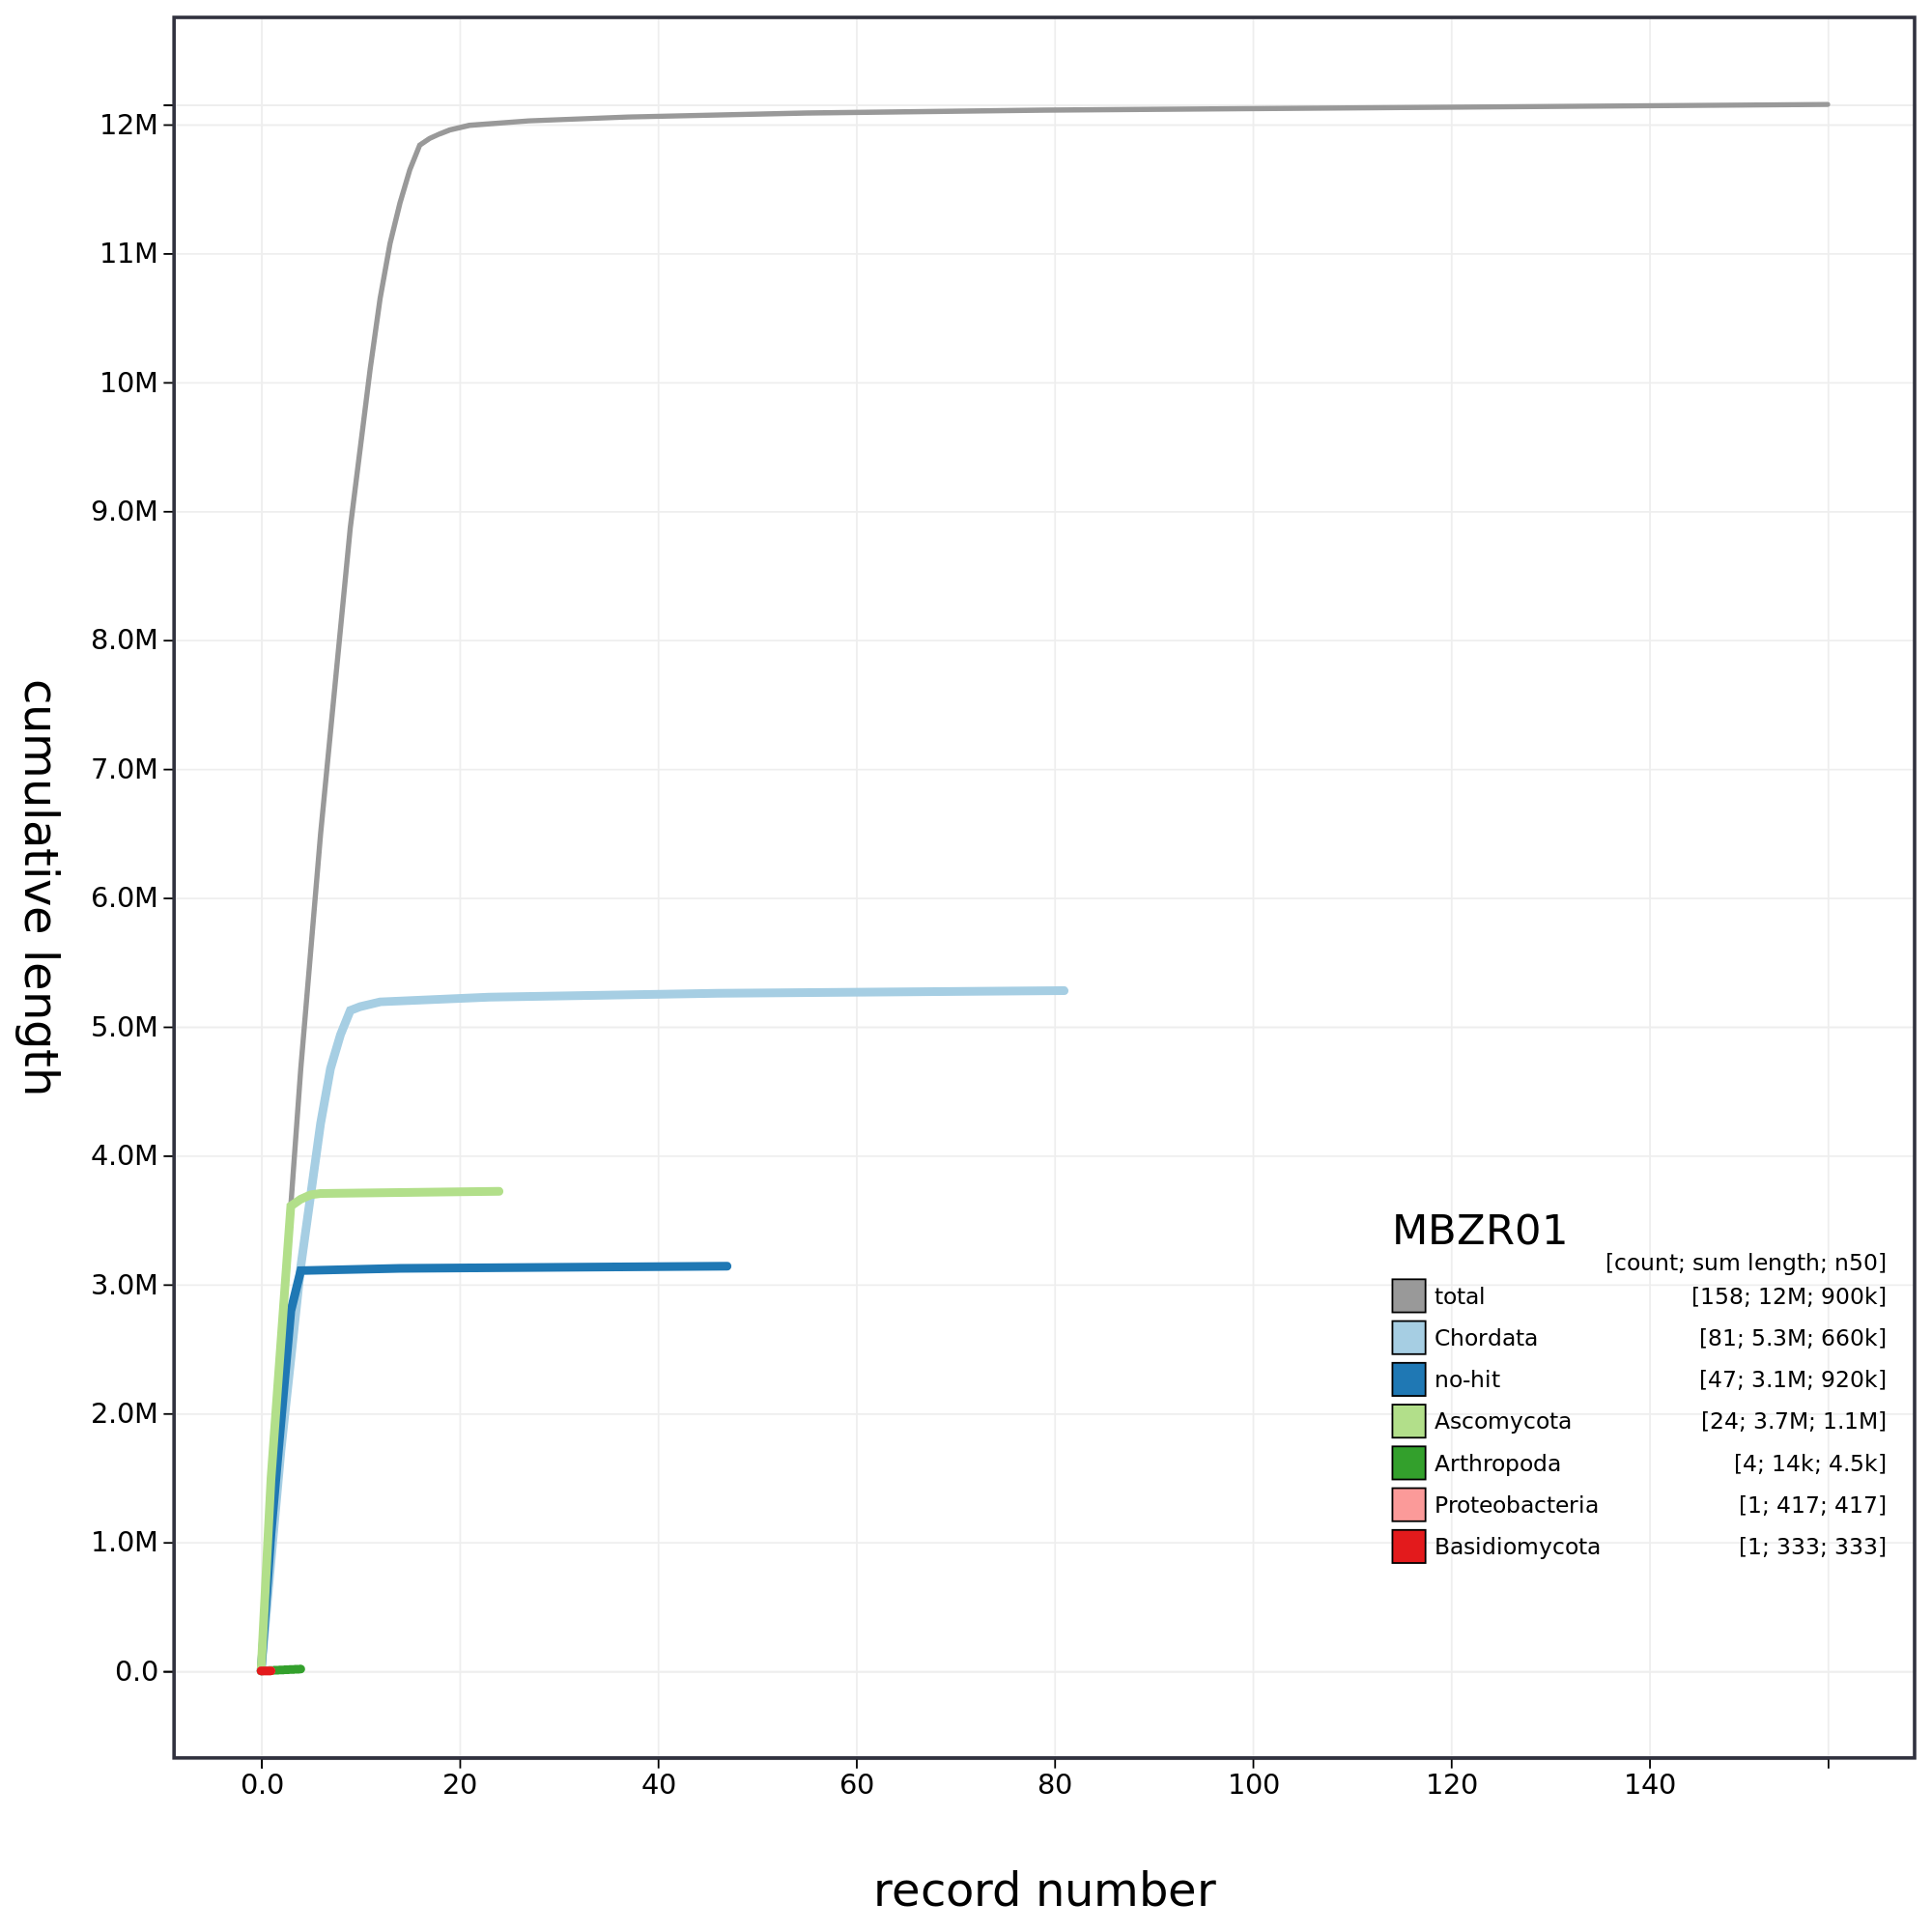 12M
11M
10M
9.0M
8.0M
7.0M
6.0M
5.0M
4.0M
3.0M
2.0M
1.0M
0.0
cumulative length
MBZR01
[count; sum length; n50]
total [158; 12M; 900k]
Chordata [81; 5.3M; 660k]
no-hit [47; 3.1M; 920k]
Ascomycota [24; 3.7M; 1.1M]
Arthropoda [4; 14k; 4.5k]
Proteobacteria [1; 417; 417]
Basidiomycota [1; 333; 333]
0.0 20 40 60 80 100 120 140
record number